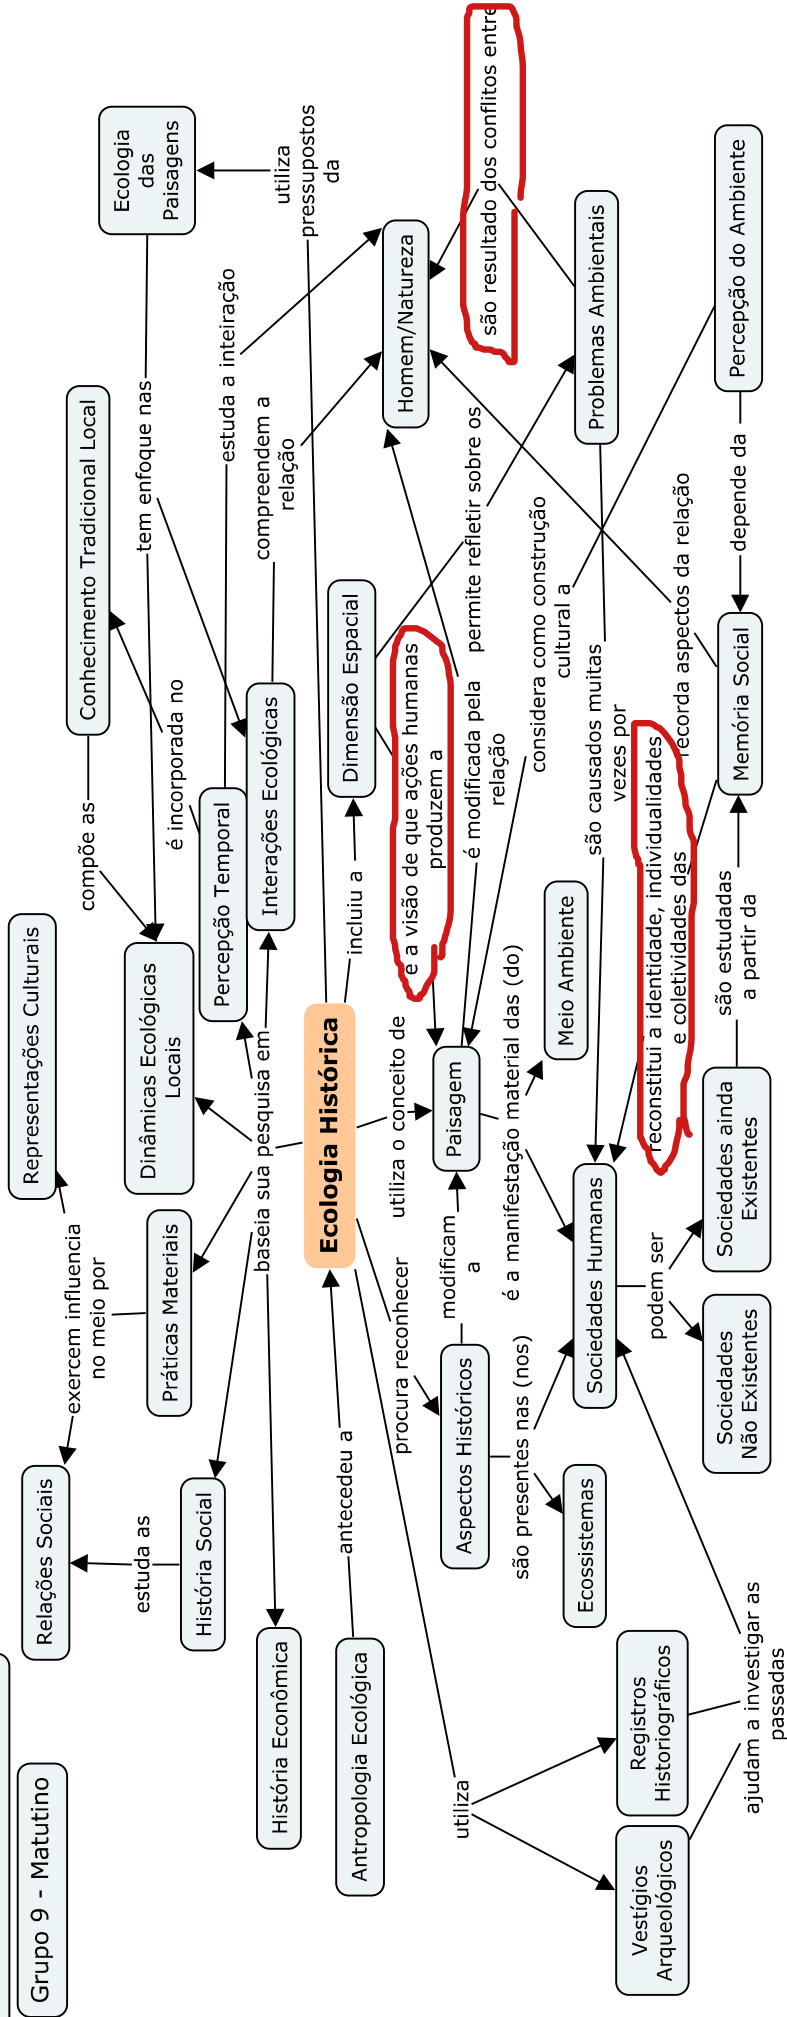 Grupo 9 - Matutino
Relações Sociais
exercem influencia
no meio por
Representações Culturais
compõe as
Conhecimento Tradicional Local
Ecologia
das
Paisagens
estuda as
História Social
Práticas Materiais
Dinâmicas Ecológicas
Locais
é incorporada no
tem enfoque nas
Percepção Temporal
estuda a inteiração
História Econômica
baseia sua pesquisa em
Interações Ecológicas
compreendem a
relação
utiliza
pressupostos
da
Antropologia Ecológica
antecedeu a
Ecologia Histórica
incluiu a
Dimensão Espacial
Homem/Natureza
procura reconhecer
utiliza o conceito de
é a visão de que ações humanas
produzem a
utiliza
Aspectos Históricos
modificam
a
Paisagem
é modificada pela
relação
permite refletir sobre os
são resultado dos conflitos entre
são presentes nas (nos)
é a manifestação material das (do)
considera como construção
cultural a
Ecossistemas
Sociedades Humanas
Meio Ambiente
são causados muitas
vezes por
Problemas Ambientais
Vestígios
Arqueológicos
Registros
Historiográficos
podem ser
reconstitui a identidade, individualidades
e coletividades das
recorda aspectos da relação
ajudam a investigar as
passadas
Sociedades
Não Existentes
Sociedades ainda
Existentes
são estudadas
a partir da
Memória Social
depende da
Percepção do Ambiente